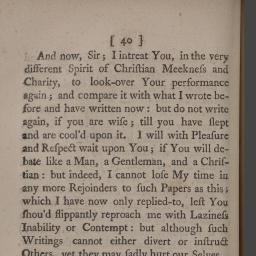 [ 40 ]
And now, Sir; I intreat You, in the very
different Spirit of Christian Meekneſs and
Charity, to look-over Your performance
again; and compare it with what I wrote be-
fore and have written now: but do not write
again, if you are wiſe; till you have ſlept
and are cool'd upon it. I will with Pleaſure
and Reſpect wait upon You; if You will de-
bate like a Man, a Gentleman, and a Chriſ-
tian: but indeed, I cannot loſe My time in
any more Rejoinders to ſuch Papers as this;
which I have now only replied-to, leſt You
ſhou'd flippantly reproach me with Lazineſs
Inability or Contempt: but although ſuch
Writings cannot either divert or inſtruct
Others, yet they may ſadly hurt our Selves